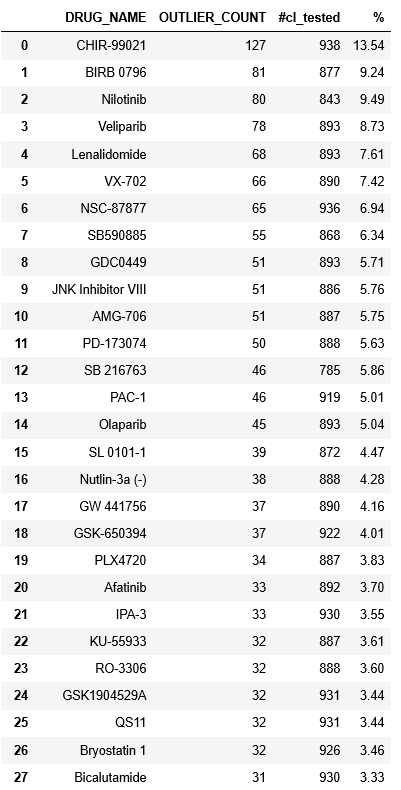 DRUG_NAME OUTLIER_COUNT #cl_tested %
0 CHIR-99021 127 938 13.54
1 BIRB 0796 81 877 9.24
2 Nilotinib 80 843 9.49
3 Veliparib 78 893 8.73
4 Lenalidomide 68 893 7.61
5 VX-702 66 890 7.42
6 NSC-87877 65 936 6.94
7 SB590885 55 868 6.34
8 GDC0449 51 893 5.71
9 JNK Inhibitor VIII 51 886 5.76
10 AMG-706 51 887 5.75
11 PD-173074 50 888 5.63
12 SB 216763 46 785 5.86
13 PAC-1 46 919 5.01
14 Olaparib 45 893 5.04
15 SL 0101-1 39 872 4.47
16 Nutlin-3a (-) 38 888 4.28
17 GW 441756 37 890 4.16
18 GSK-650394 37 922 4.01
19 PLX4720 34 887 3.83
20 Afatinib 33 892 3.70
21 IPA-3 33 930 3.55
22 KU-55933 32 887 3.61
23 RO-3306 32 888 3.60
24 GSK1904529A 32 931 3.44
25 QS11 32 931 3.44
26 Bryostatin 1 32 926 3.46
27 Bicalutamide 31 930 3.33